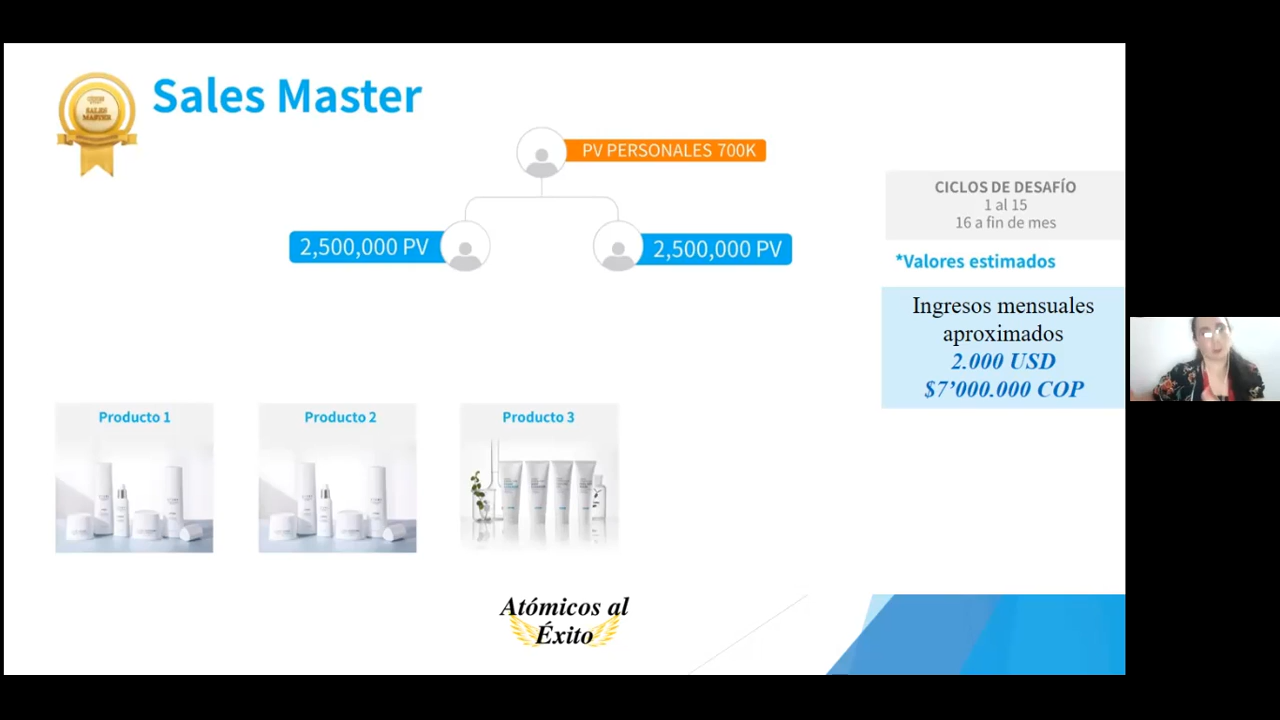 SALES
MASTER
Sales Master
PV PERSONALES 700K
2,500,000 PV
2,500,000 PV
CICLOS DE DESAFÍO
1 al 15
16 a fin de mes
*Valores estimados
Ingresos mensuales
aproximados
2.000 USD
$7’000.000 COP
Producto 1
Producto 2
Producto 3
Atómicos al
Éxito